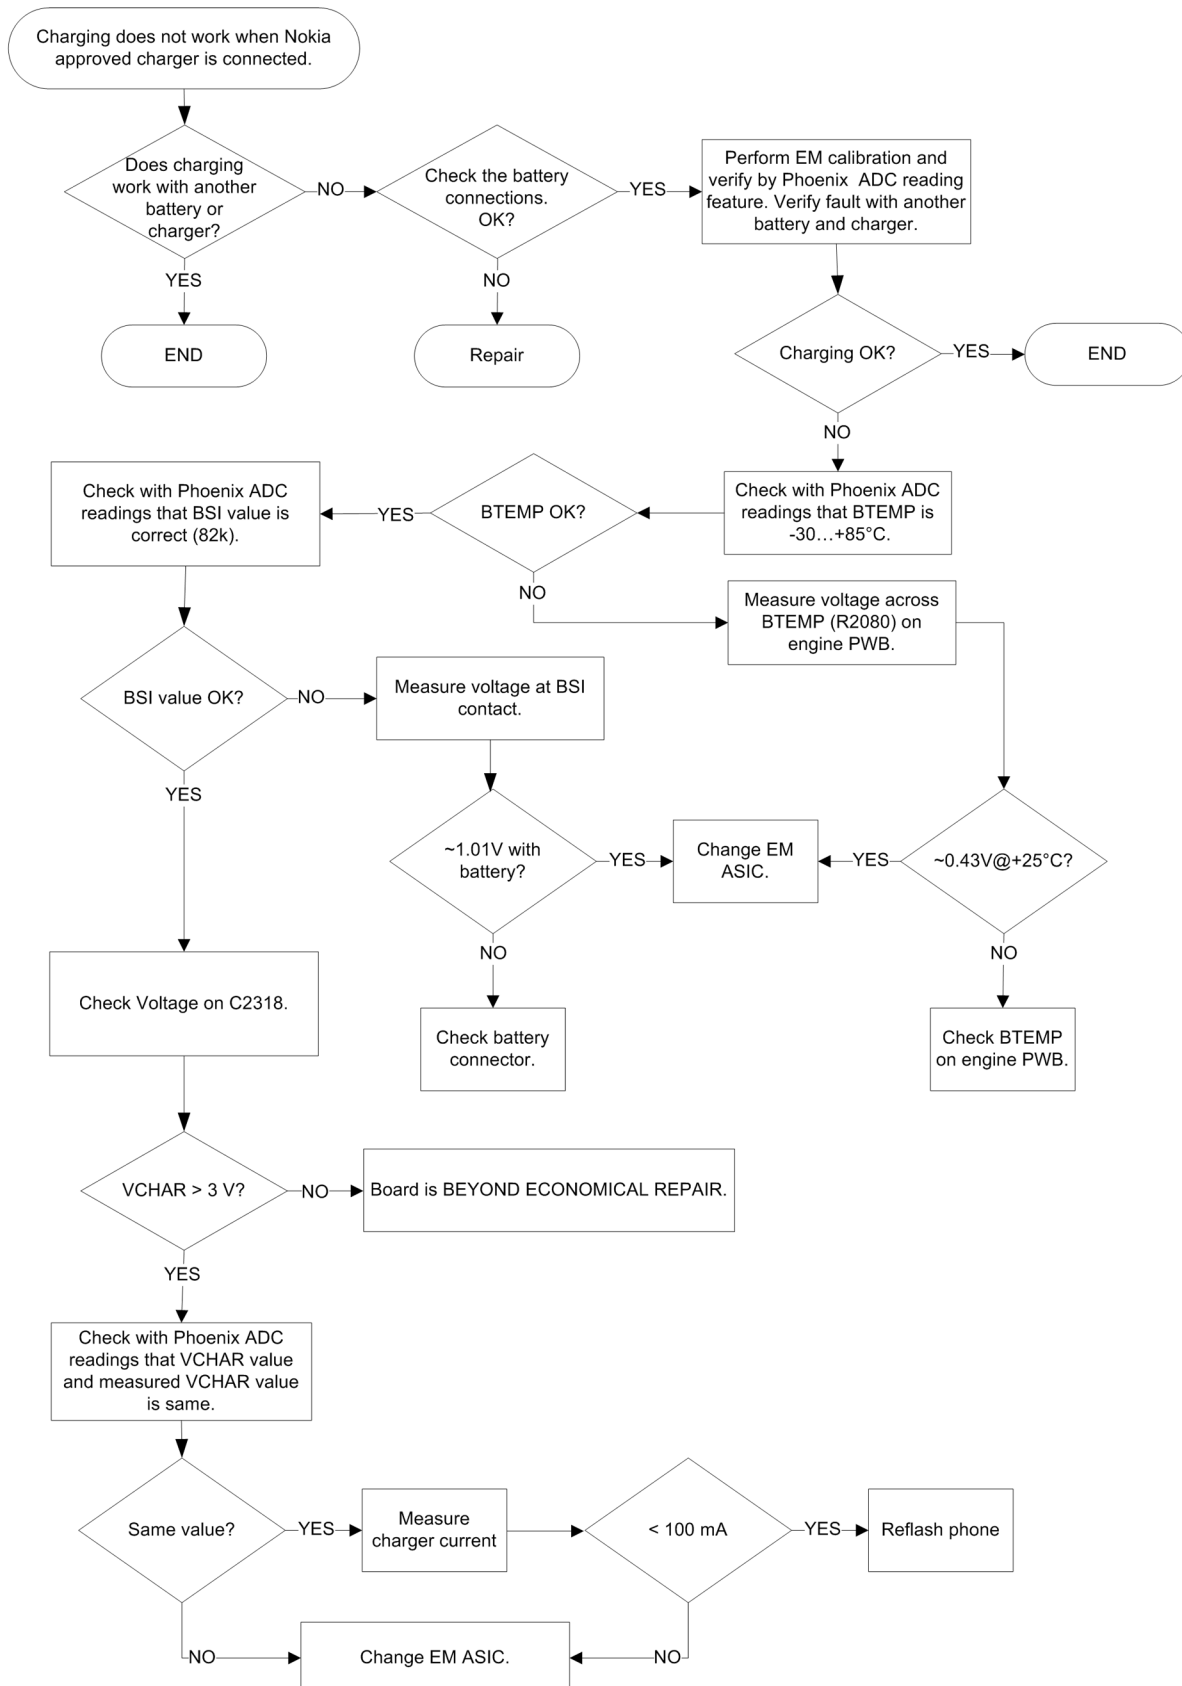 Charging does not work when Nokia
approved charger is connected.
Does charging
work with another
battery or
charger?
NO
Check the battery
connections.
OK?
YES
Perform EM calibration and
verify by Phoenix  ADC reading
feature. Verify fault with another
battery and charger.
YES
END
NO
Repair
Charging OK?
YES
END
NO
Check with Phoenix ADC
readings that BTEMP is
-30…+85°C.
BTEMP OK?
YES
Check with Phoenix ADC
readings that BSI value is
correct (82k).
NO
Measure voltage across
BTEMP (R2080) on
engine PWB.
BSI value OK?
NO
Measure voltage at BSI
contact.
YES
~1.01V with
battery?
YES
Change EM
ASIC.
YES
~0.43V@+25°C?
NO
Check battery
connector.
NO
Check BTEMP
on engine PWB.
Check Voltage on C2318.
VCHAR > 3 V?
NO
Board is BEYOND ECONOMICAL REPAIR.
YES
Check with Phoenix ADC
readings that VCHAR value
and measured VCHAR value
is same.
Same value?
YES
Measure
charger current
< 100 mA
YES
Reflash phone
NO
Change EM ASIC.
NO